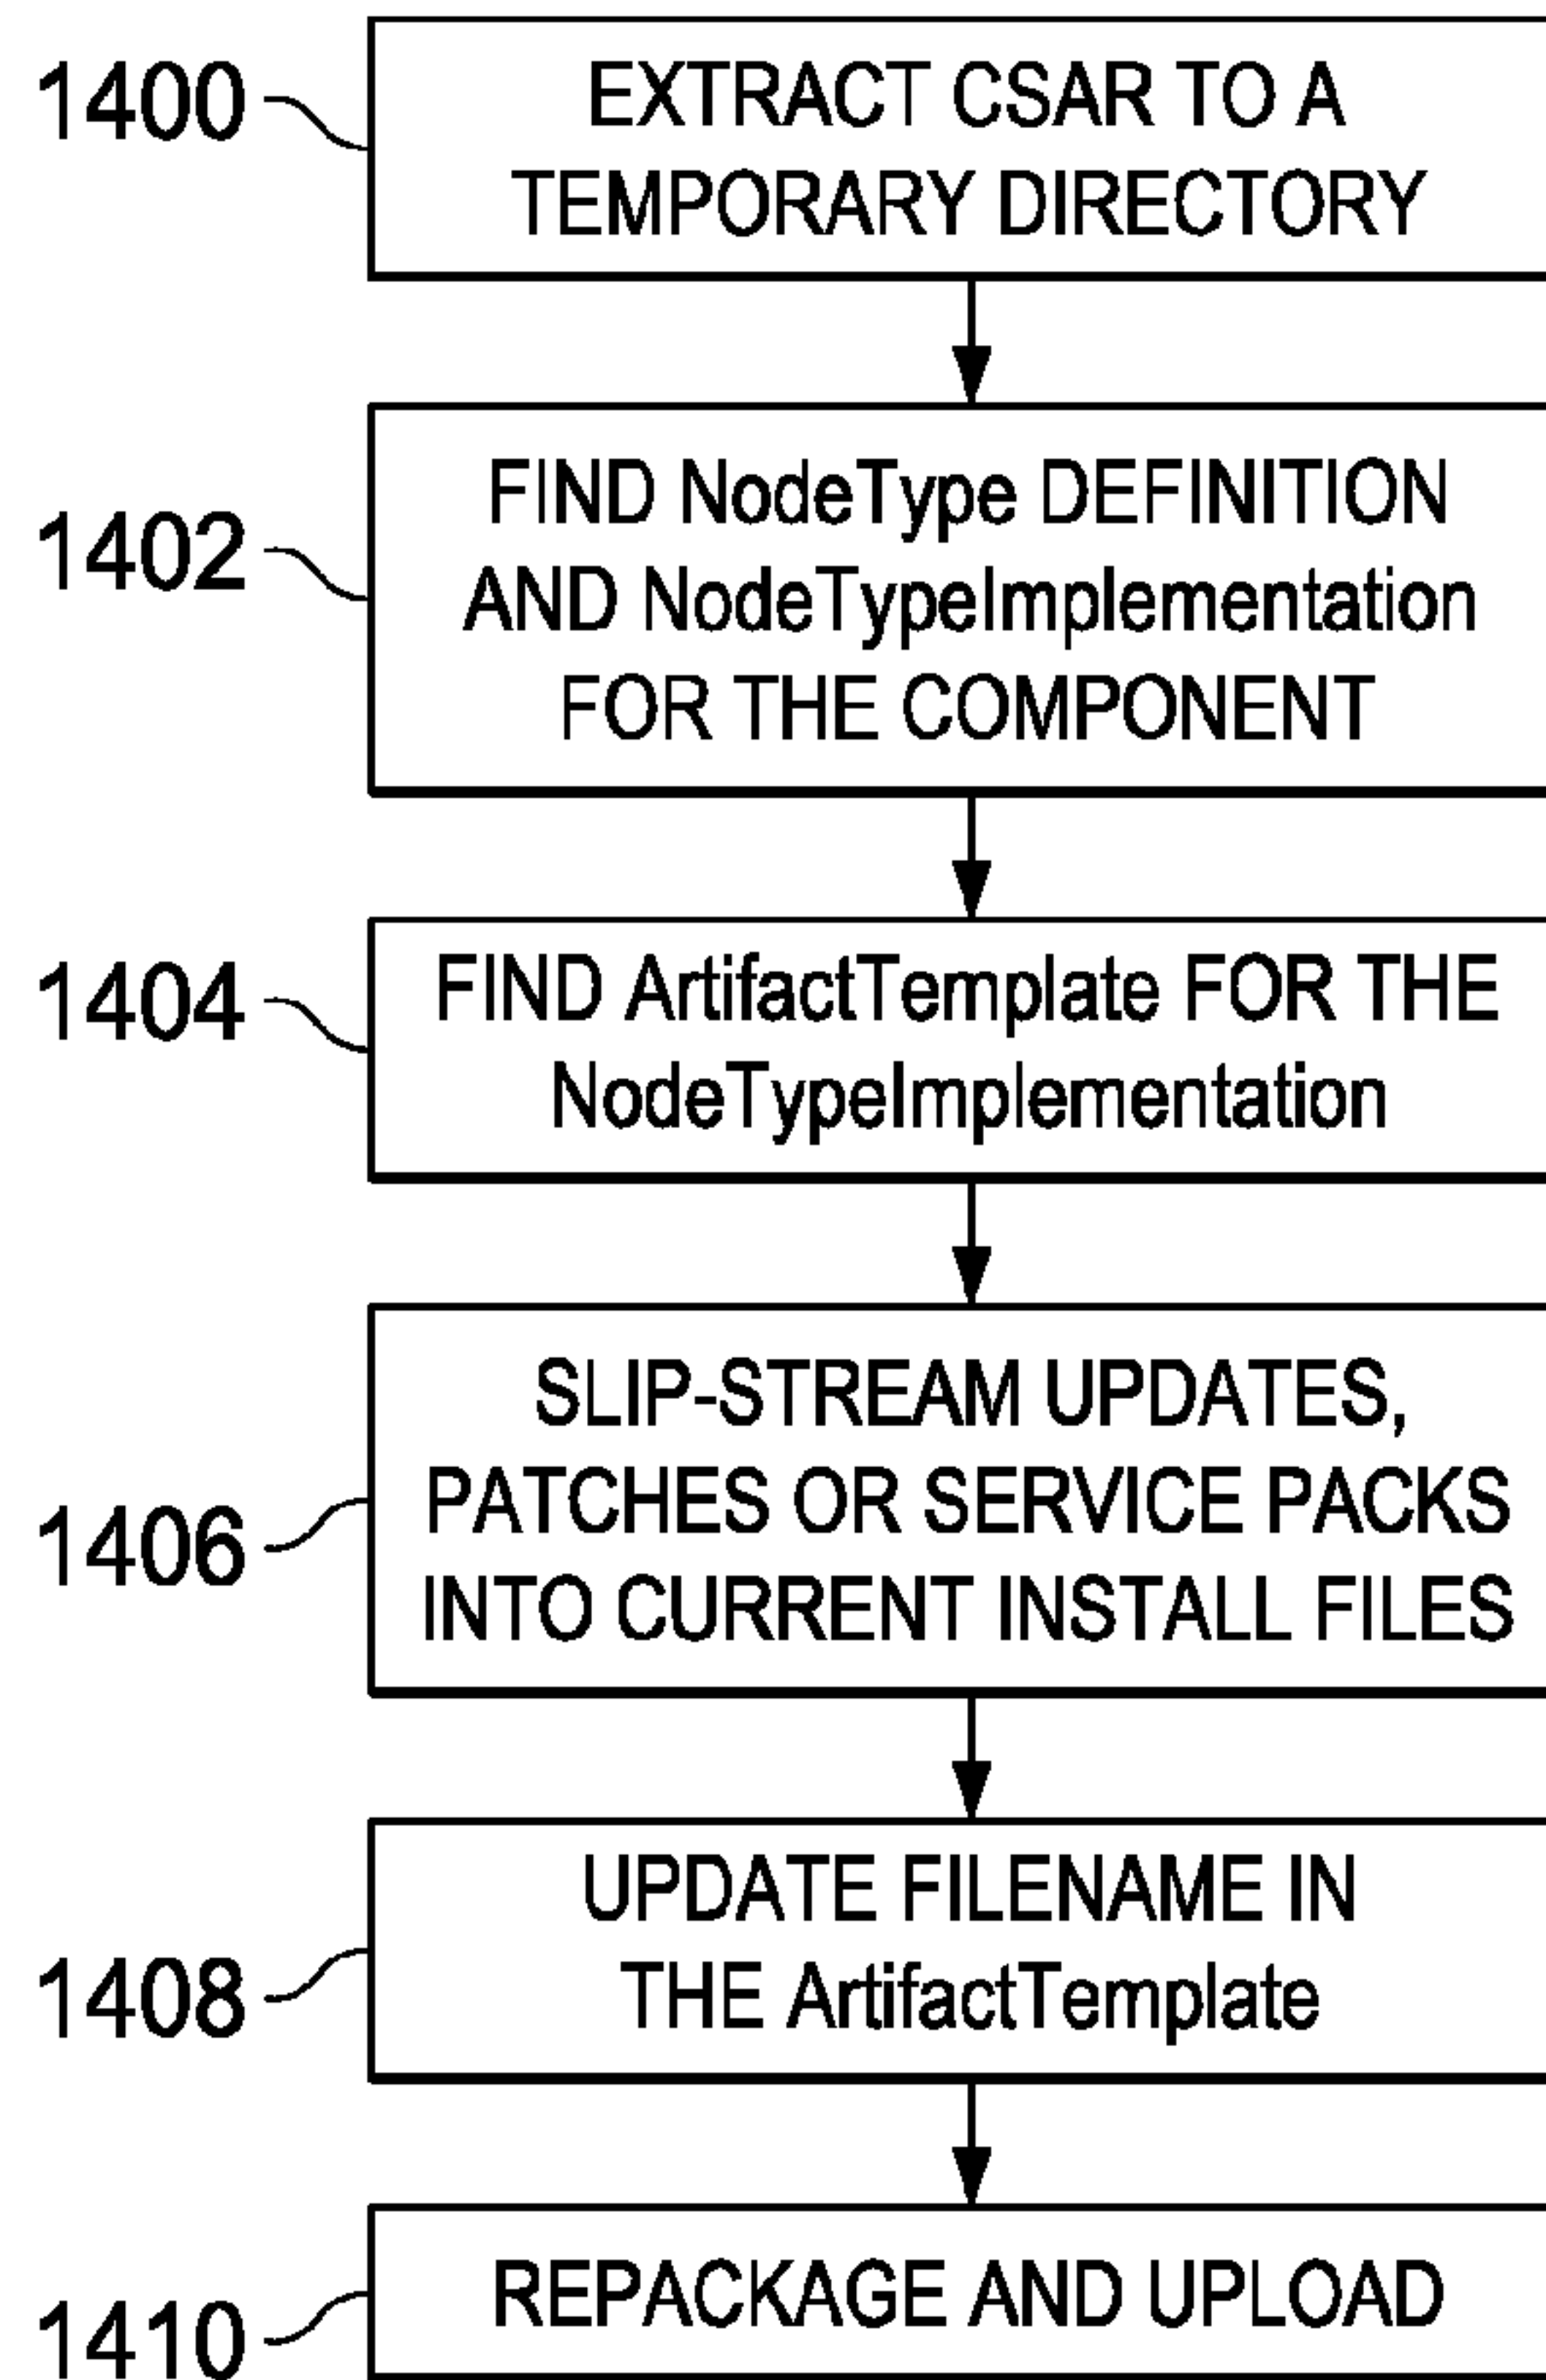 1400
EXTRACT CSAR TO A
TEMPORARY DIRECTORY
1402
FIND NodeType DEFINITION
AND NodeTypeImplementation
FOR THE COMPONENT
1404
FIND ArtifactTemplate FOR THE
NodeTypeImplementation
1406
SLIP-STREAM UPDATES,
PATCHES OR SERVICE PACKS
INTO CURRENT INSTALL FILES
1408
UPDATE FILENAME IN
THE ArtifactTemplate
1410
REPACKAGE AND UPLOAD